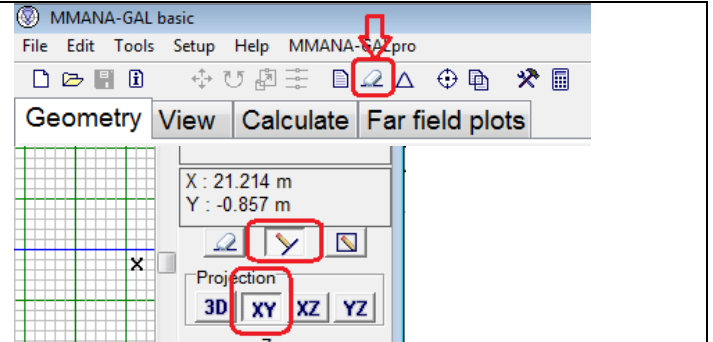 MMANA-GAL basic
File Edit Tools Setup Help MMANA-GALpro
Geometry View Calculate Far field plots
X : 21.214 m
Y : -0.857 m
X
Projection
3D XY XZ YZ